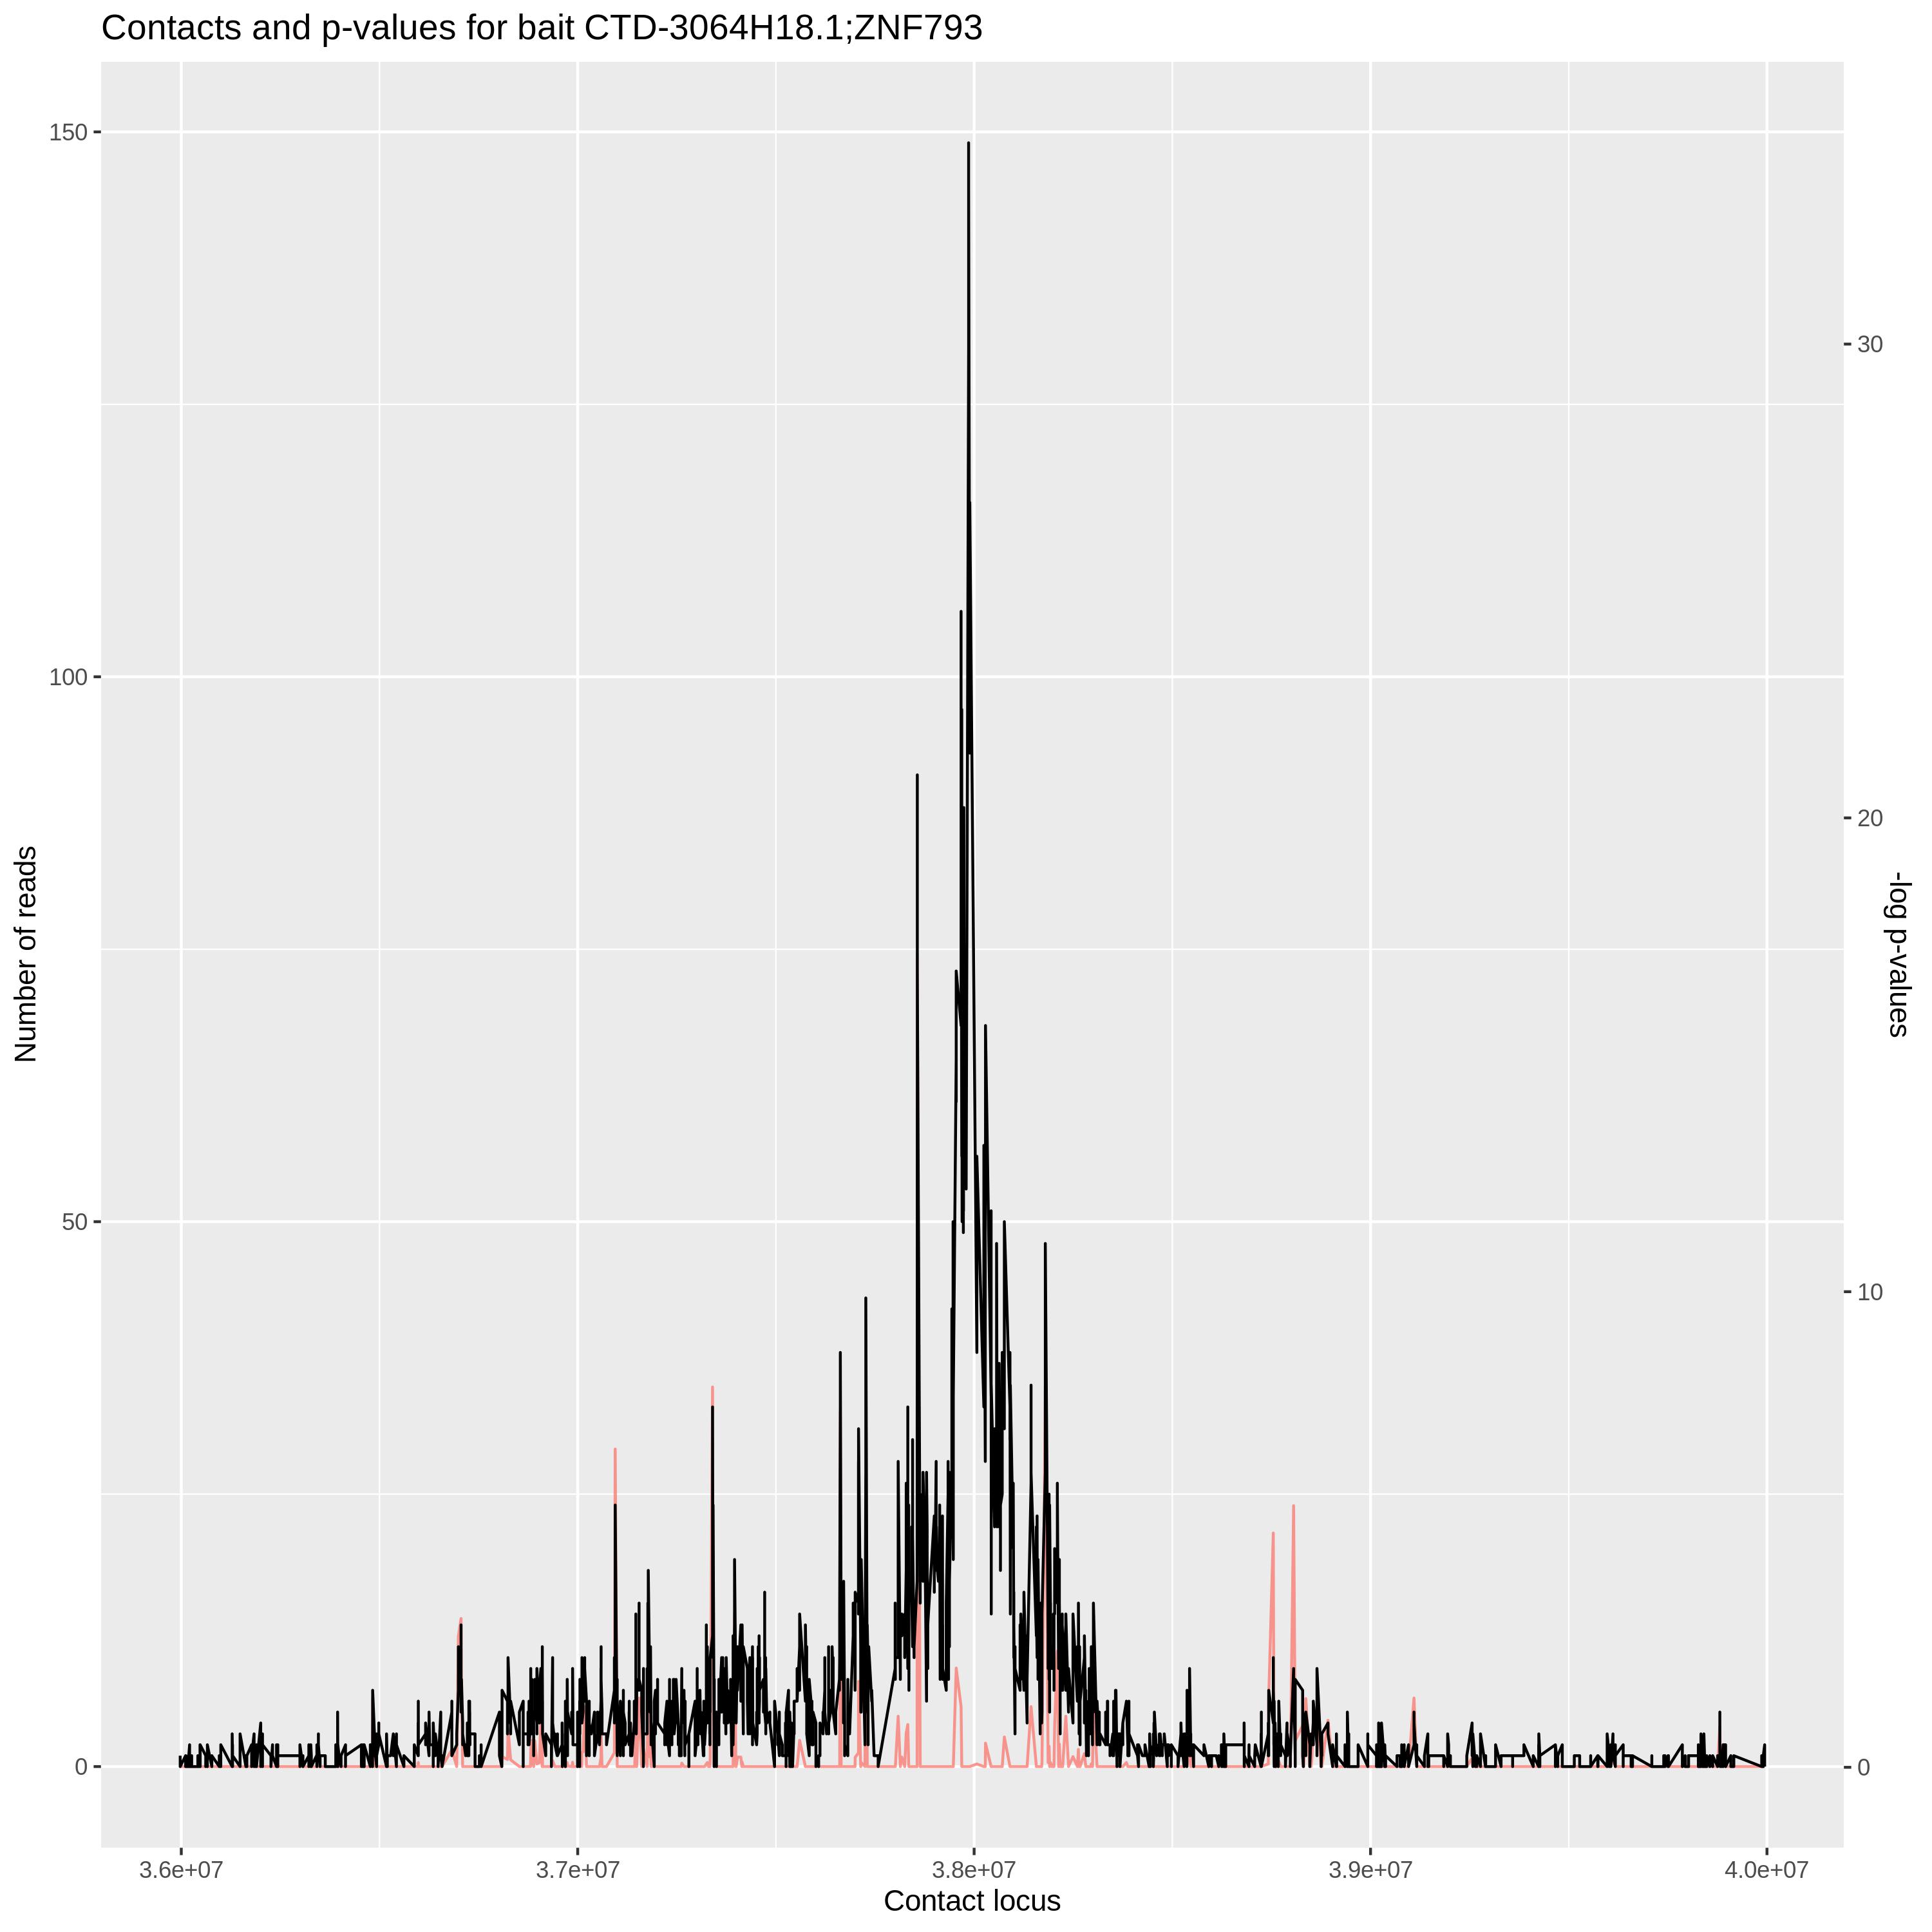 Contacts and p-values for bait CTD-3064H18.1;ZNF793
150
100
50
0
Number of reads
30
20
10
0
-log p-values
3.6e+07
3.7e+07
3.8e+07
3.9e+07
4.0e+07
Contact locus